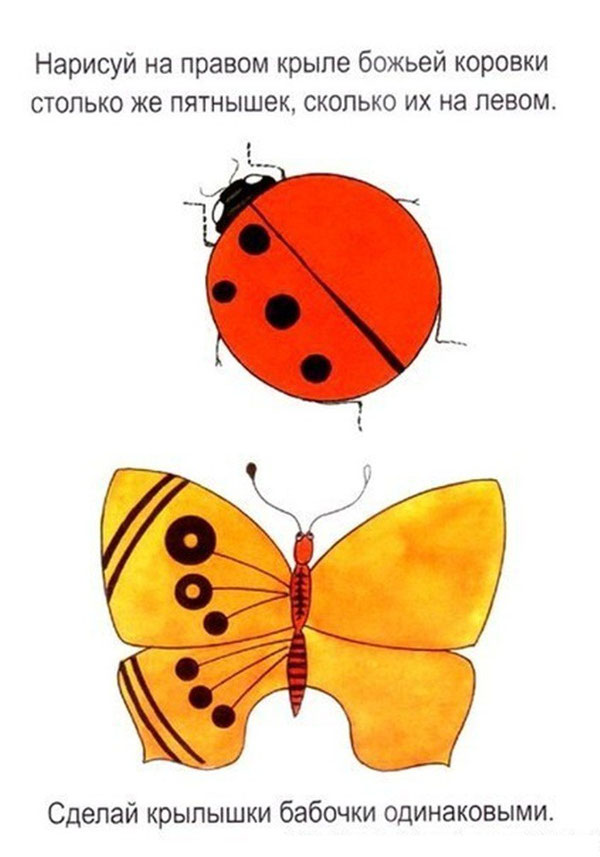 Нарисуй на правом крыле божьей коровки
столько же пятнышек, сколько их на левом.
Сделай крылышки бабочки одинаковыми.